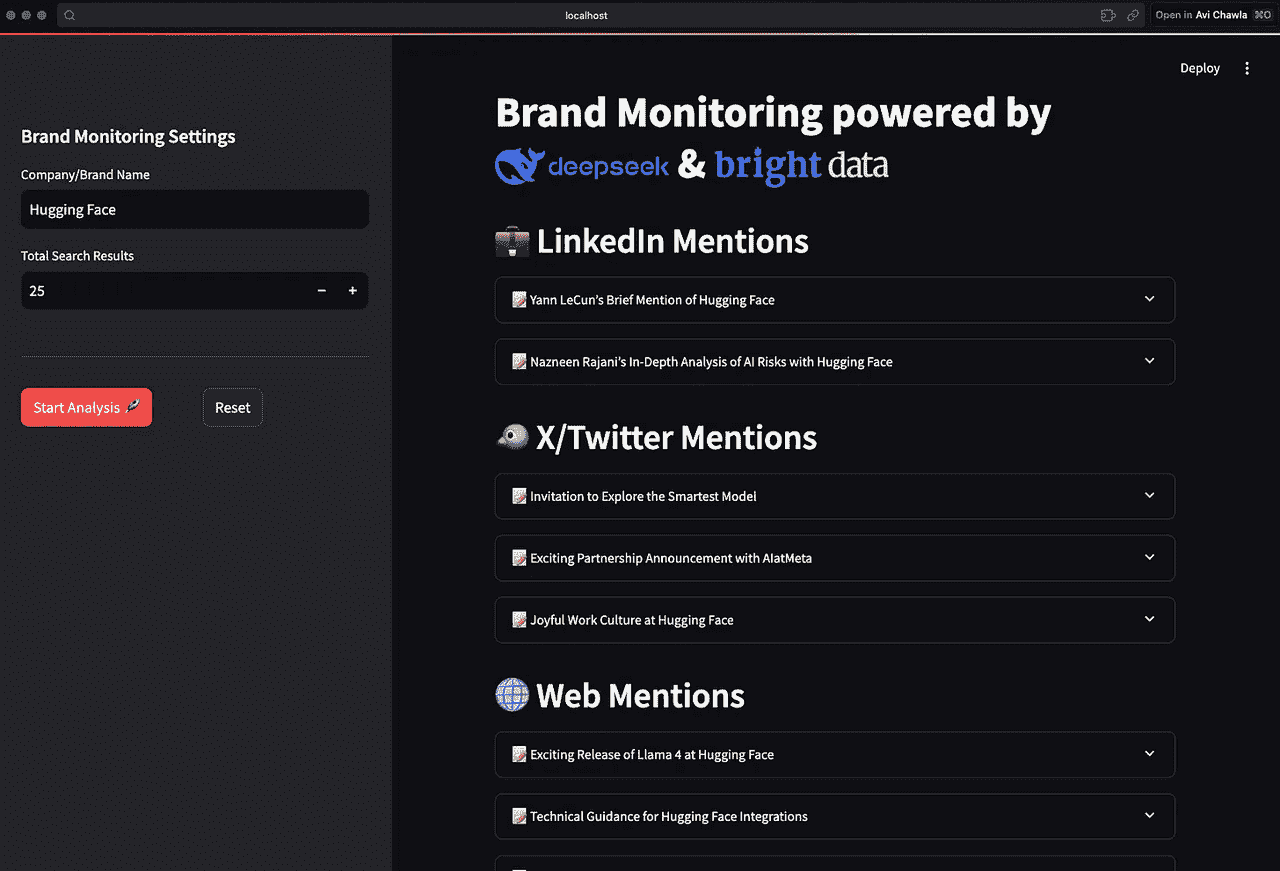 localhost
Open in Avi Chawla ⌘O
Deploy
Brand Monitoring Settings
Company/Brand Name
Hugging Face
Total Search Results
25
Start Analysis
Reset
Brand Monitoring powered by
deepseek & bright data
LinkedIn Mentions
Yann LeCun's Brief Mention of Hugging Face
Nazneen Rajani's In-Depth Analysis of AI Risks with Hugging Face
X/Twitter Mentions
Invitation to Explore the Smartest Model
Exciting Partnership Announcement with AIatMeta
Joyful Work Culture at Hugging Face
Web Mentions
Exciting Release of Llama 4 at Hugging Face
Technical Guidance for Hugging Face Integrations